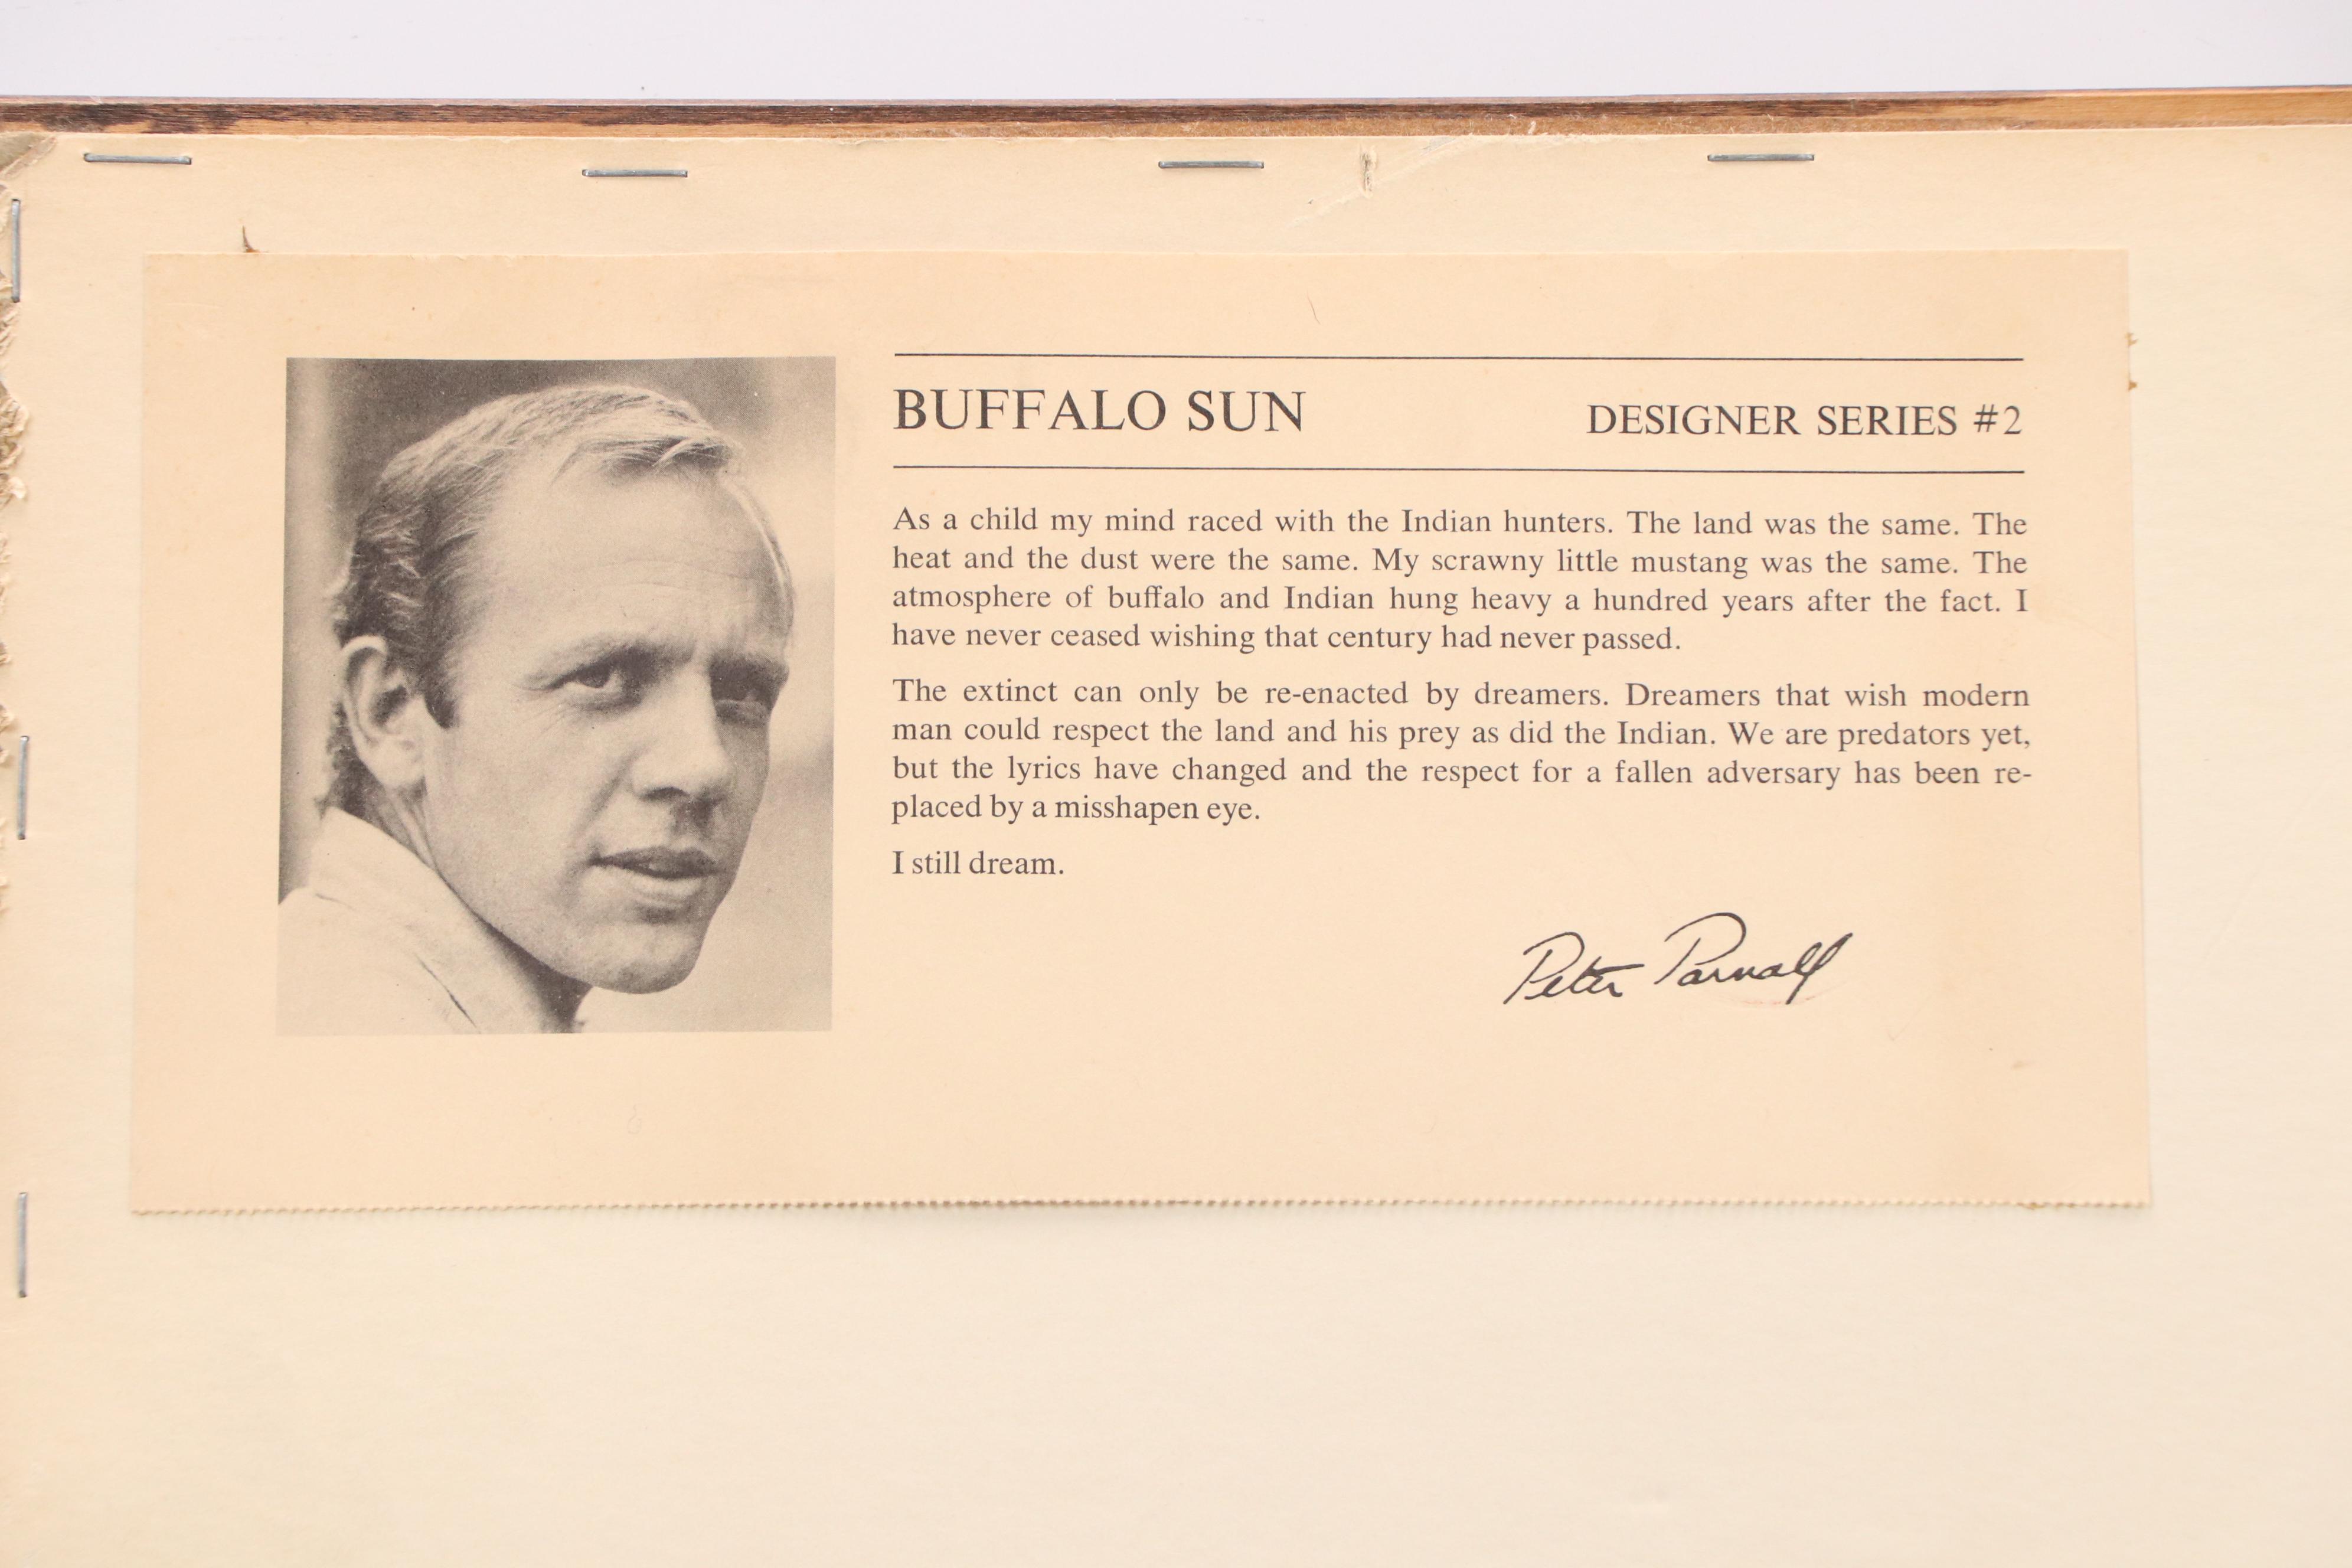 BUFFALO SUN DESIGNER SERIES #2
As a child my mind raced with the Indian hunters. The land was the same. The
heat and the dust were the same. My scrawny little mustang was the same. The
atmosphere of buffalo and Indian hung heavy a hundred years after the fact. I
have never ceased wishing that century had never passed.
The extinct can only be re-enacted by dreamers. Dreamers that wish modern
man could respect the land and his prey as did the Indian. We are predators yet,
but the lyrics have changed and the respect for a fallen adversary has been re-
placed by a misshapen eye.
I still dream.
Peter Parnall